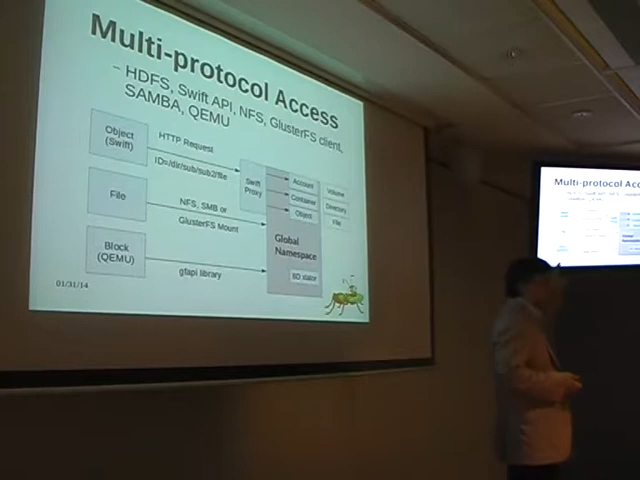 Multi-protocol Access
– HDFS, Swift API, NFS, GlusterFS client,
SAMBA, QEMU
Object
(Swift)
HTTP Request
ID=/dir/sub/sub2/file
Swift
Proxy
Account
Container
Object
Volume
Directory
File
File
NFS, SMB or
GlusterFS Mount
Global
Namespace
Block
(QEMU)
gfapi library
BD xlator
01/31/14
Multi-protocol Acc